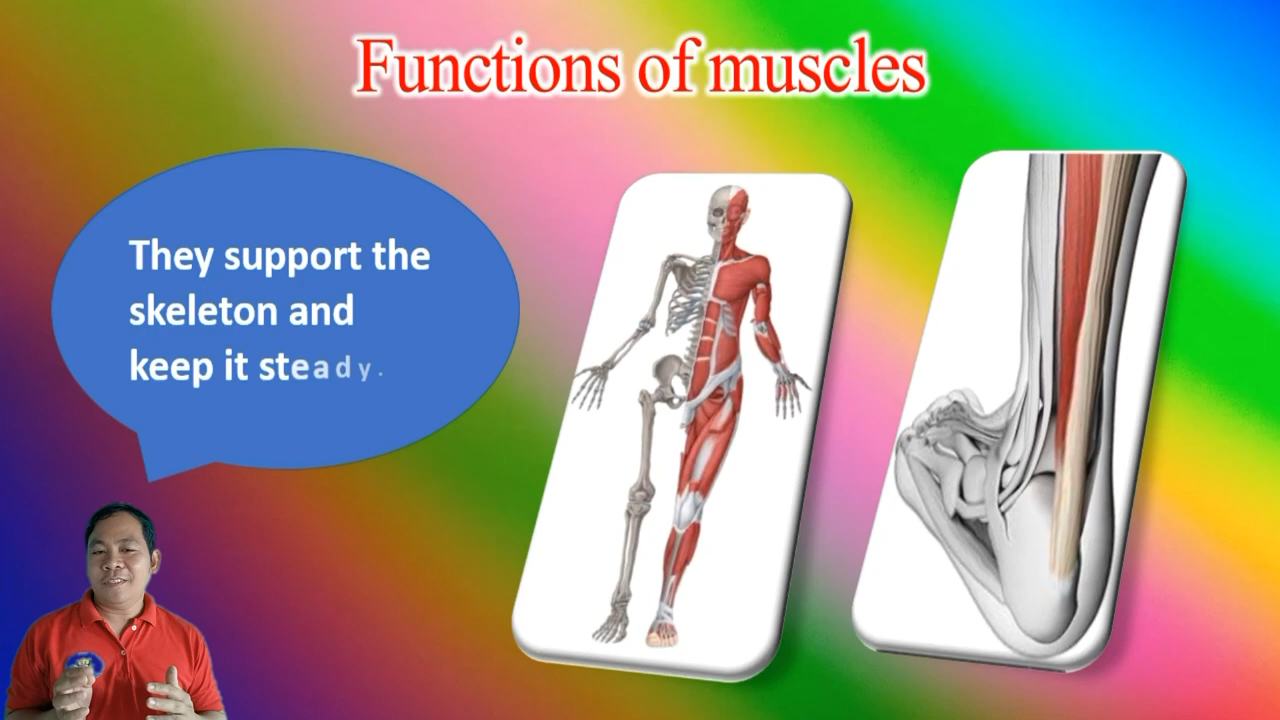 Functions of muscles
They support the
skeleton and
keep it steady.